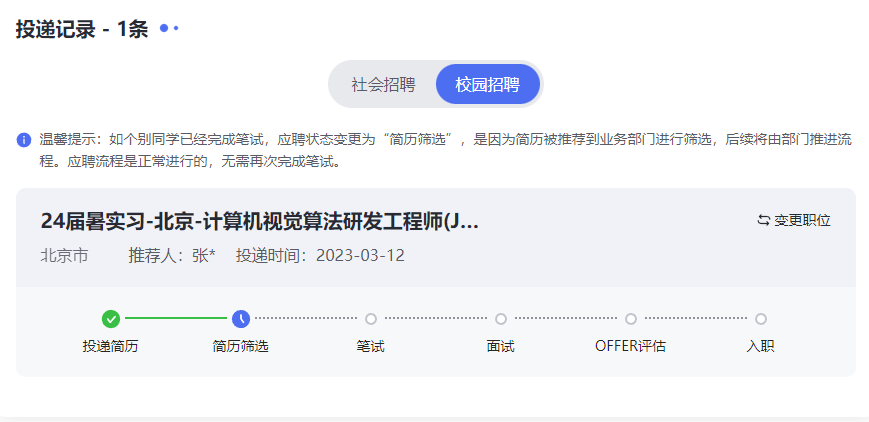 投递记录 - 1条
社会招聘 校园招聘
温馨提示：如个别同学已经完成笔试，应聘状态变更为“简历筛选”，是因为简历被推荐到业务部门进行筛选，后续将由部门推进流
程。应聘流程是正常进行的，无需再次完成笔试。
24届暑实习-北京-计算机视觉算法研发工程师(J... 变更职位
北京市 推荐人：张* 投递时间：2023-03-12
投递简历 简历筛选 笔试 面试 OFFER评估 入职